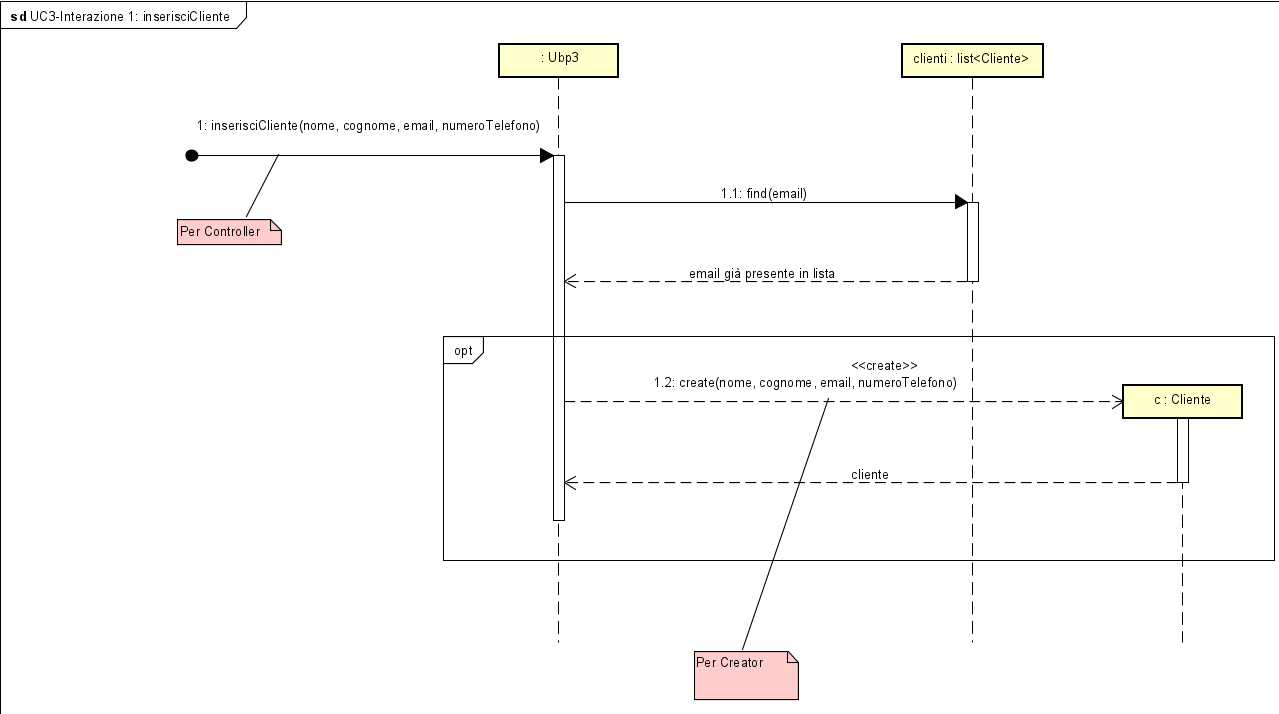 sd UC3-Interazione 1: inserisciCliente
: Ubp3
clienti : list<Cliente>
1: inserisciCliente(nome, cognome, email, numeroTelefono)
1.1: find(email)
Per Controller
email già presente in lista
opt
<<create>>
1.2: create(nome, cognome, email, numeroTelefono)
c : Cliente
cliente
Per Creator